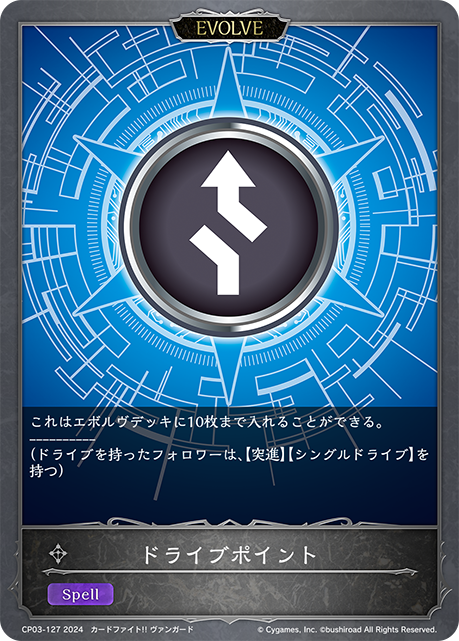 EVOLVE
これはエボルヴデッキに10枚まで入れることができる。
----------
(ドライブを持ったフォロワーは、【突進】【シングルドライブ】を
持つ)
ドライブポイント
Spell
CP03-127 2024 カードファイト!! ヴァンガード © Cygames, Inc. ©bushiroad All Rights Reserved.